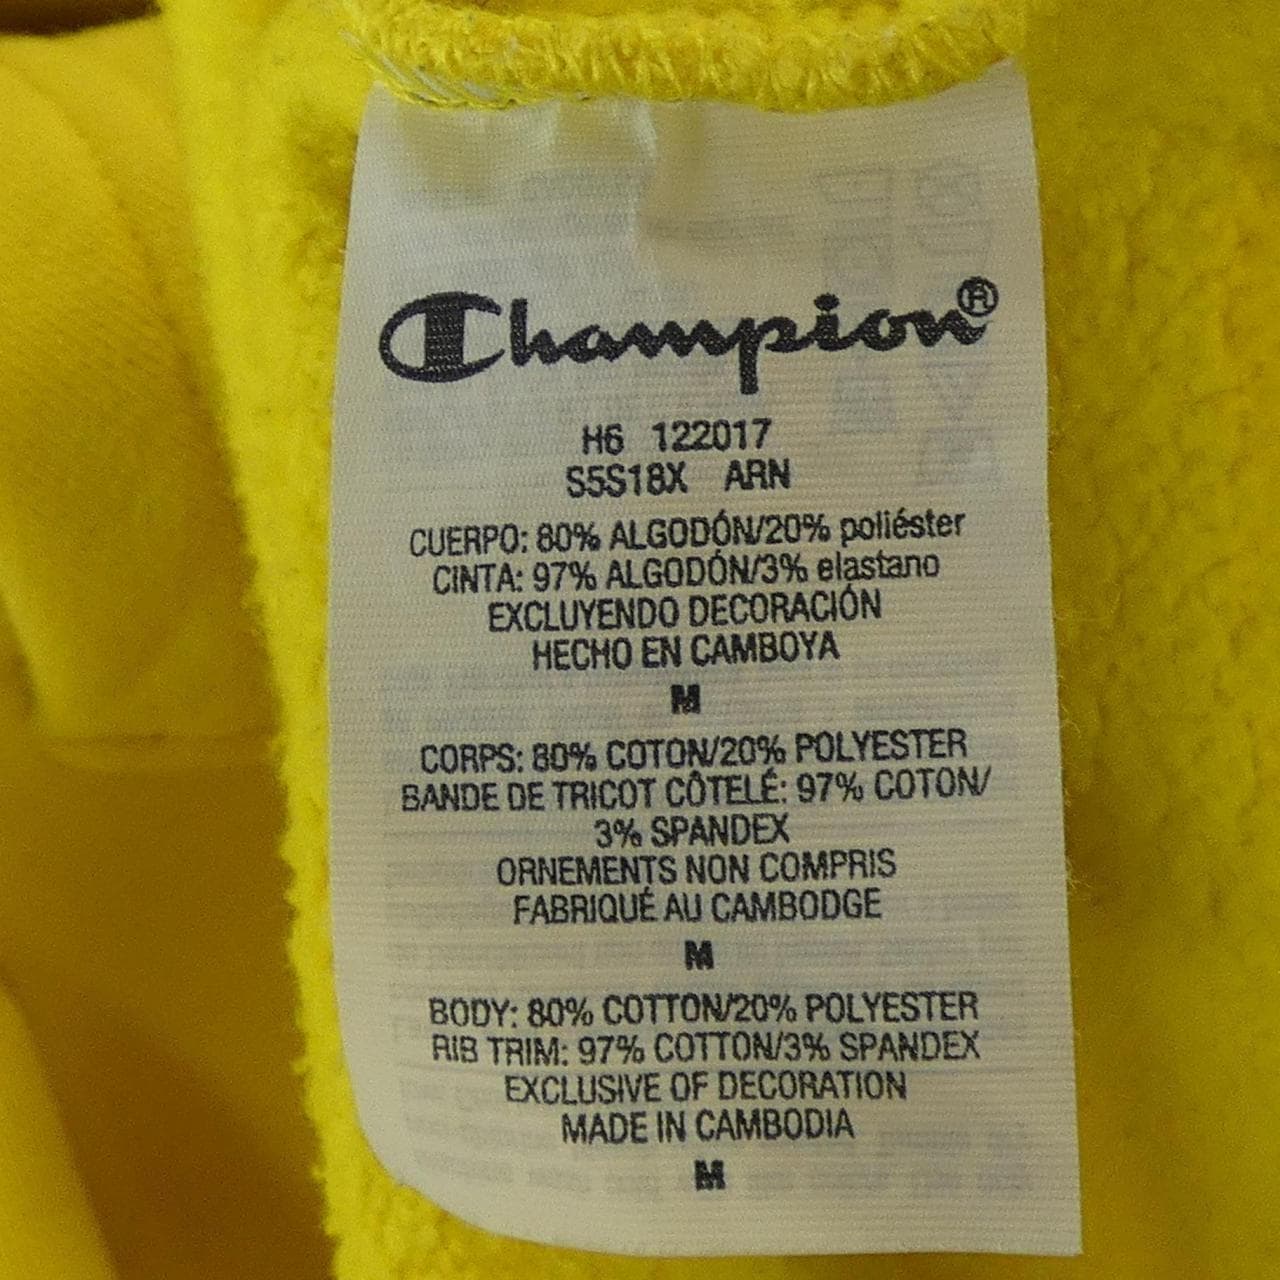 Champion®
H6 122017
S5S18X ARN
CUERPO: 80% ALGODÓN/20% poliéster
CINTA: 97% ALGODÓN/3% elastano
EXCLUYENDO DECORACIÓN
HECHO EN CAMBOYA
M
CORPS: 80% COTON/20% POLYESTER
BANDE DE TRICOT CÔTELÉ: 97% COTON/
3% SPANDEX
ORNEMENTS NON COMPRIS
FABRIQUÉ AU CAMBODGE
M
BODY: 80% COTTON/20% POLYESTER
RIB TRIM: 97% COTTON/3% SPANDEX
EXCLUSIVE OF DECORATION
MADE IN CAMBODIA
M